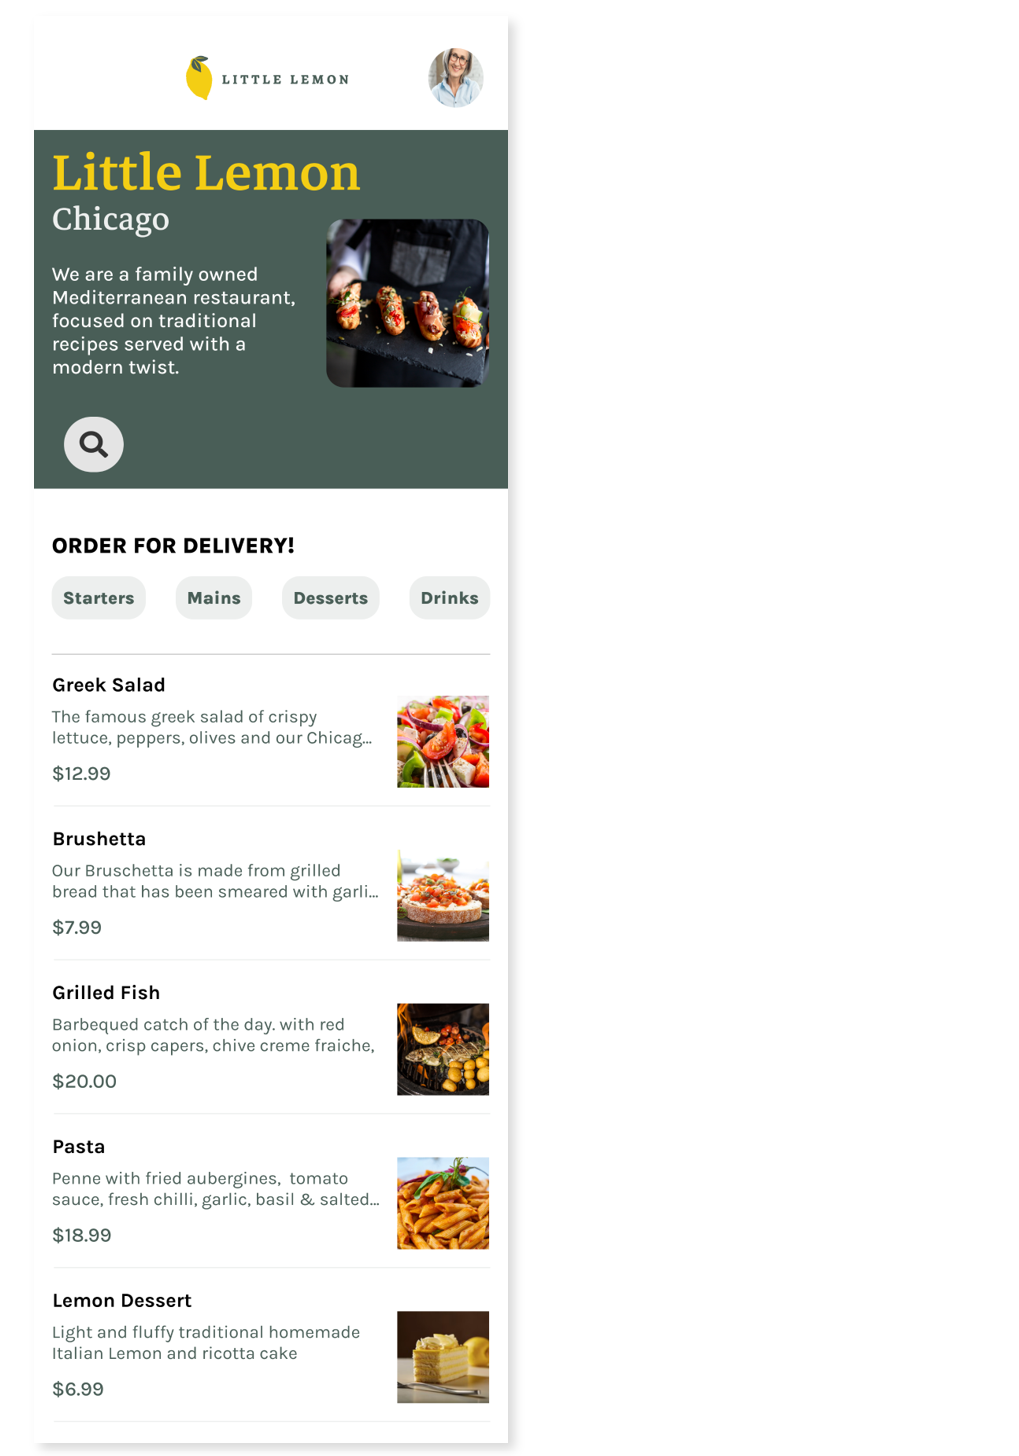 LITTLE LEMON
Little Lemon
Chicago
We are a family owned
Mediterranean restaurant,
focused on traditional
recipes served with a
modern twist.
ORDER FOR DELIVERY!
Starters Mains Desserts Drinks
Greek Salad
The famous greek salad of crispy
lettuce, peppers, olives and our Chicag...
$12.99
Brushetta
Our Bruschetta is made from grilled
bread that has been smeared with garli...
$7.99
Grilled Fish
Barbequed catch of the day. with red
onion, crisp capers, chive creme fraiche,
$20.00
Pasta
Penne with fried aubergines,  tomato
sauce, fresh chilli, garlic, basil & salted...
$18.99
Lemon Dessert
Light and fluffy traditional homemade
Italian Lemon and ricotta cake
$6.99